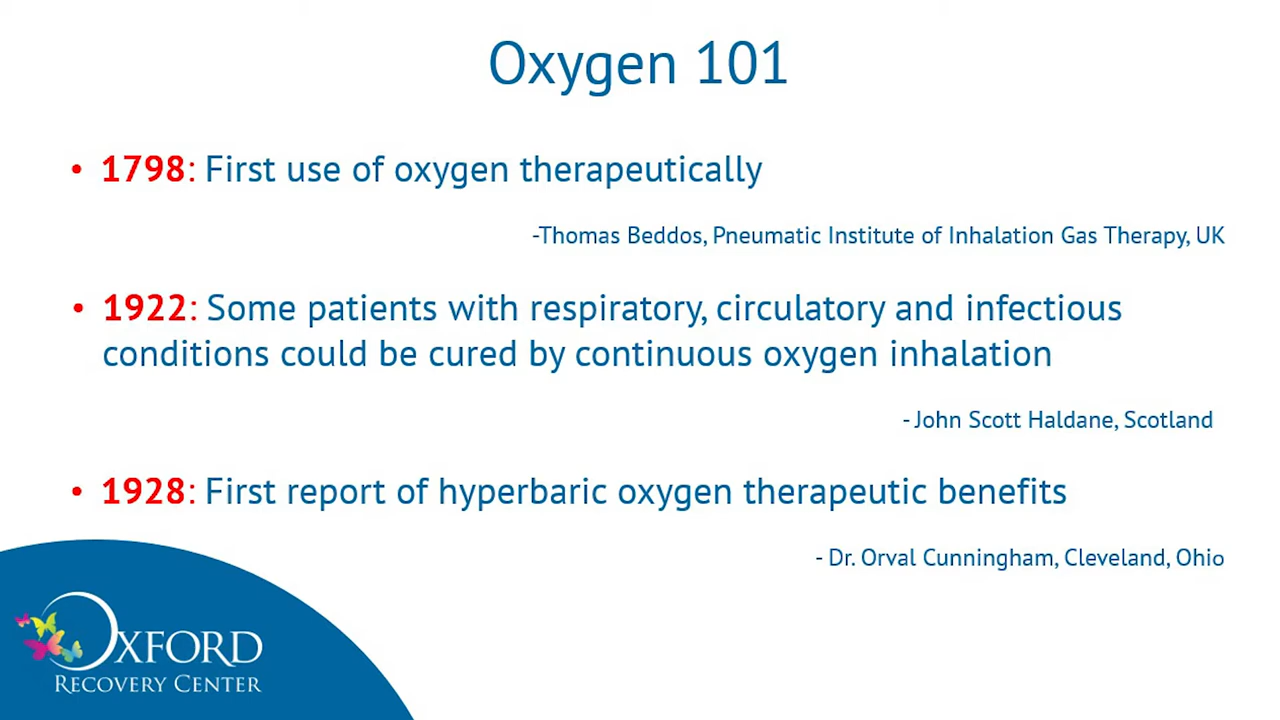 Oxygen 101
• 1798: First use of oxygen therapeutically
-Thomas Beddos, Pneumatic Institute of Inhalation Gas Therapy, UK
• 1922: Some patients with respiratory, circulatory and infectious
conditions could be cured by continuous oxygen inhalation
- John Scott Haldane, Scotland
• 1928: First report of hyperbaric oxygen therapeutic benefits
- Dr. Orval Cunningham, Cleveland, Ohio
OXFORD
RECOVERY CENTER